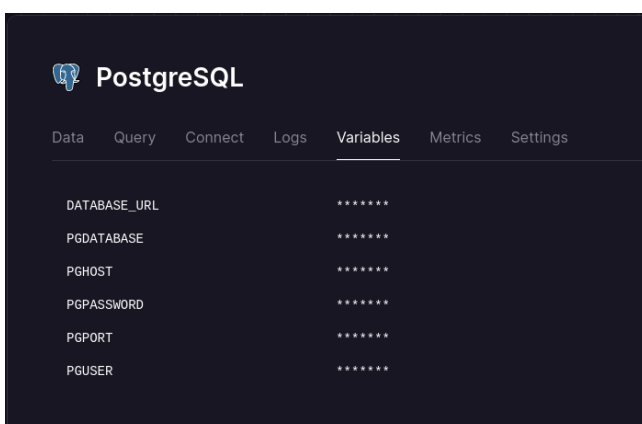 PostgreSQL
Data Query Connect Logs Variables Metrics Settings
DATABASE_URL *******
PGDATABASE *******
PGHOST *******
PGPASSWORD *******
PGPORT *******
PGUSER *******